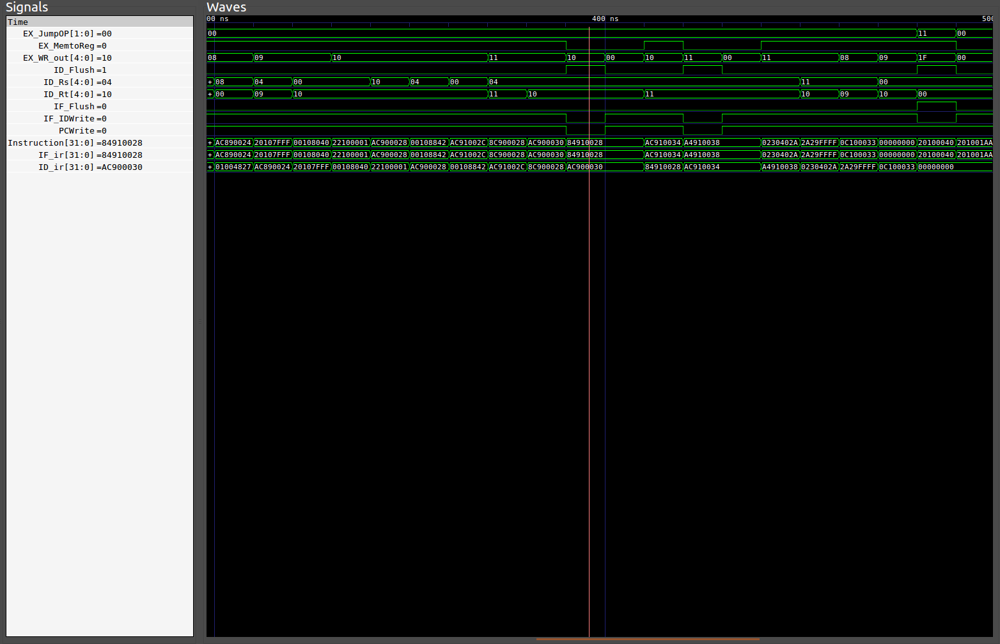 Signals Waves
Time 00 ns 400 ns 500
EX_JumpOP[1:0] =00 00 11 00
EX_MemtoReg =0
EX_WR_out[4:0] =10 08 09 10 11 10 00 10 11 00 11 08 09 1F 00
ID_Flush =1
ID_Rs[4:0] =04 + 08 04 00 10 04 00 04 11 00
ID_Rt[4:0] =10 + 00 09 10 11 10 11 10 09 10 00
IF_Flush =0
IF_IDWrite =0
PCWrite =0
Instruction[31:0] =84910028 + AC890024 20107FFF 00108040 22100001 AC900028 00108842 AC91002C 8C900028 AC900030 84910028 AC910034 A4910038 0230402A 2A29FFFF 0C100033 00000000 20100040 201001AA
IF_ir[31:0] =84910028 + AC890024 20107FFF 00108040 22100001 AC900028 00108842 AC91002C 8C900028 AC900030 84910028 AC910034 A4910038 0230402A 2A29FFFF 0C100033 00000000 20100040 201001AA
ID_ir[31:0] =AC900030 + 01004827 AC890024 20107FFF 00108040 22100001 AC900028 00108842 AC91002C 8C900028 AC900030 84910028 AC910034 A4910038 0230402A 2A29FFFF 0C100033 00000000